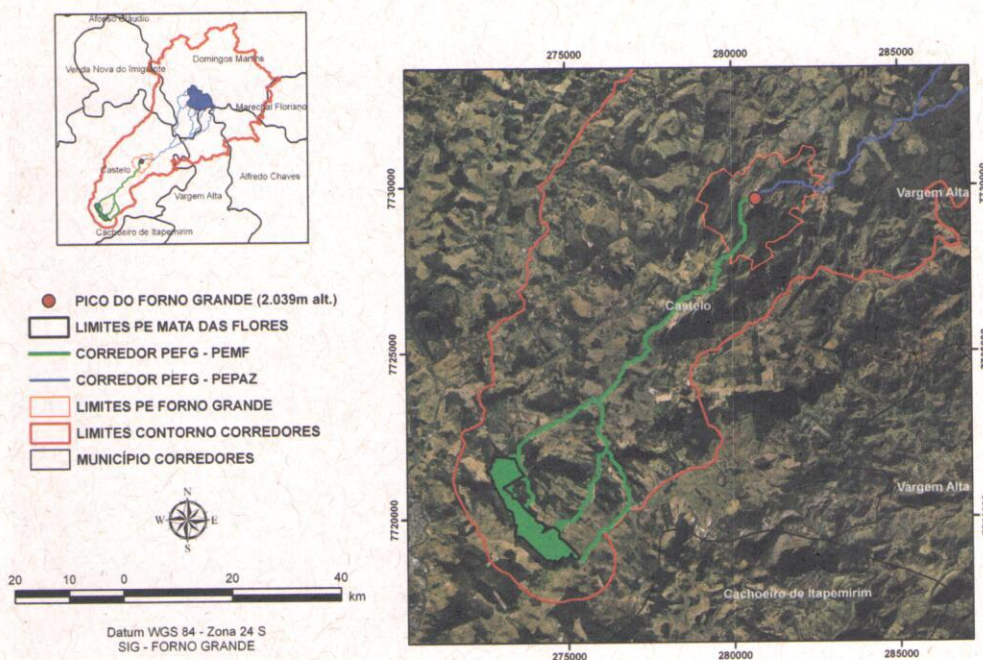 Afonso Cláudio
Domingos Martins
Venda Nova do Imigrante
Marechal Floriano
Castelo
Alfredo Chaves
Vargem Alta
Cachoeiro de Itapemirim
PICO DO FORNO GRANDE (2.039m alt.)
LIMITES PE MATA DAS FLORES
CORREDOR PEFG - PEMF
CORREDOR PEFG - PEPAZ
LIMITES PE FORNO GRANDE
LIMITES CONTORNO CORREDORES
MUNICÍPIO CORREDORES
N
W E
S
20 10 0 20 40
km
Datum WGS 84 - Zona 24 S
SIG - FORNO GRANDE
275000 280000 285000
7730000
7730000
Vargem Alta
Castelo
7725000
7720000
Vargem Alta
Cachoeiro de Itapemirim
275000 280000 285000